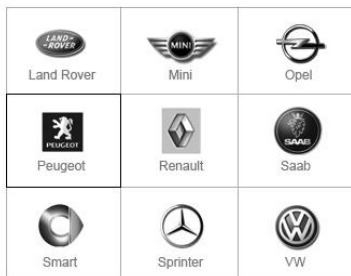 LAND-
-ROVER
MINI
Land Rover
Mini
Opel
PEUGEOT
SAAB
Peugeot
Renault
Saab
Smart
Sprinter
VW